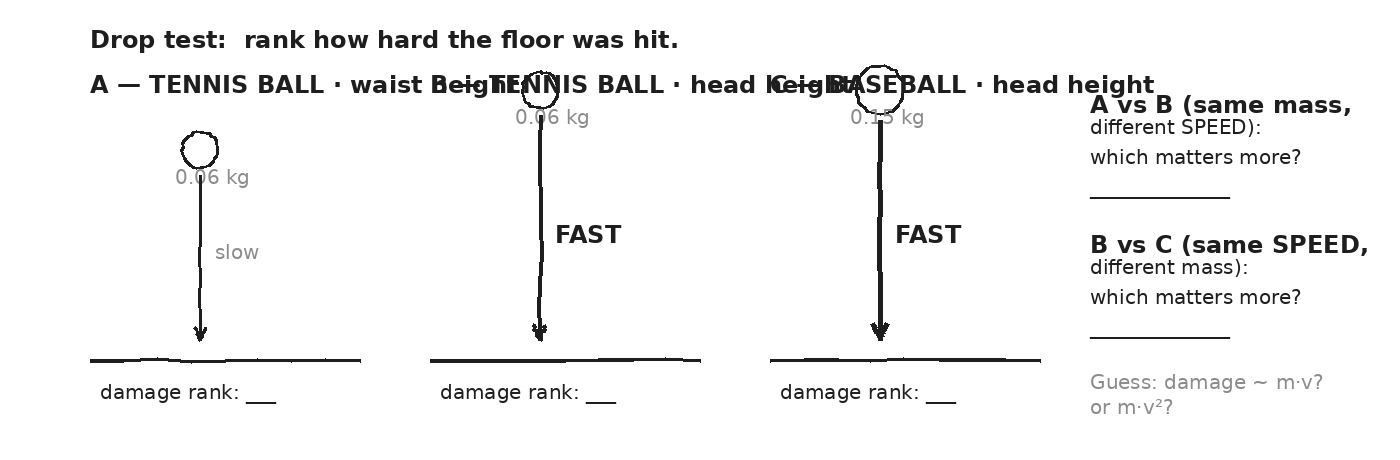 Drop test:  rank how hard the floor was hit.
A — TENNIS BALL · waist height
B — TENNIS BALL · head height
C — BASEBALL · head height
0.06 kg
0.06 kg
0.15 kg
slow
FAST
FAST
damage rank: ___
damage rank: ___
damage rank: ___
A vs B (same mass,
different SPEED):
which matters more?
B vs C (same SPEED,
different mass):
which matters more?
Guess: damage ~ m·v?
or m·v²?